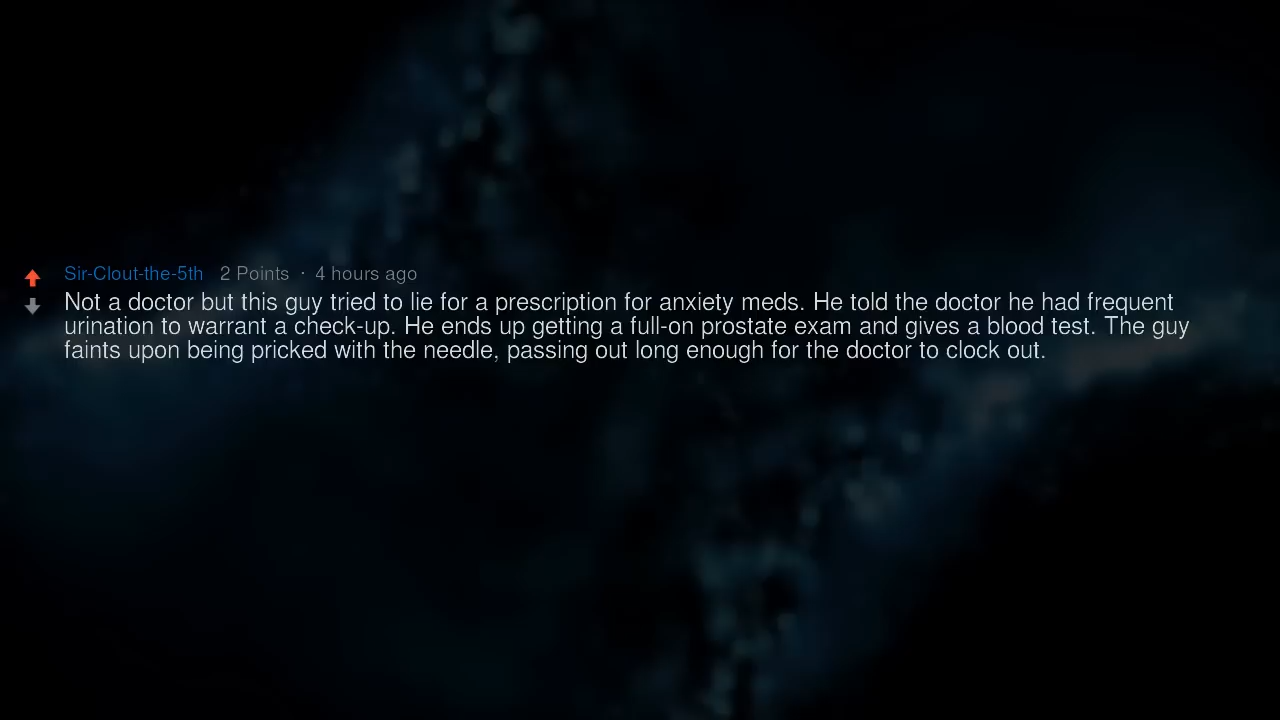 Sir-Clout-the-5th 2 Points · 4 hours ago
Not a doctor but this guy tried to lie for a prescription for anxiety meds. He told the doctor he had frequent
urination to warrant a check-up. He ends up getting a full-on prostate exam and gives a blood test. The guy
faints upon being pricked with the needle, passing out long enough for the doctor to clock out.